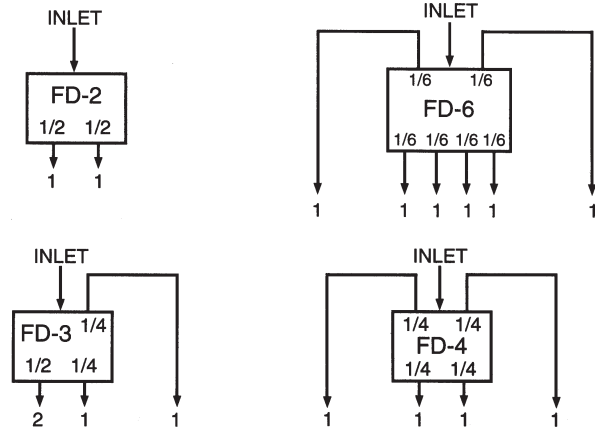 INLET
FD-2
1/2 1/2
1 1
INLET
1/6 1/6
FD-6
1/6 1/6 1/6 1/6
1 1 1 1 1 1
INLET
1/4
FD-3
1/2 1/4
2 1 1
INLET
1/4 1/4
FD-4
1/4 1/4
1 1 1 1